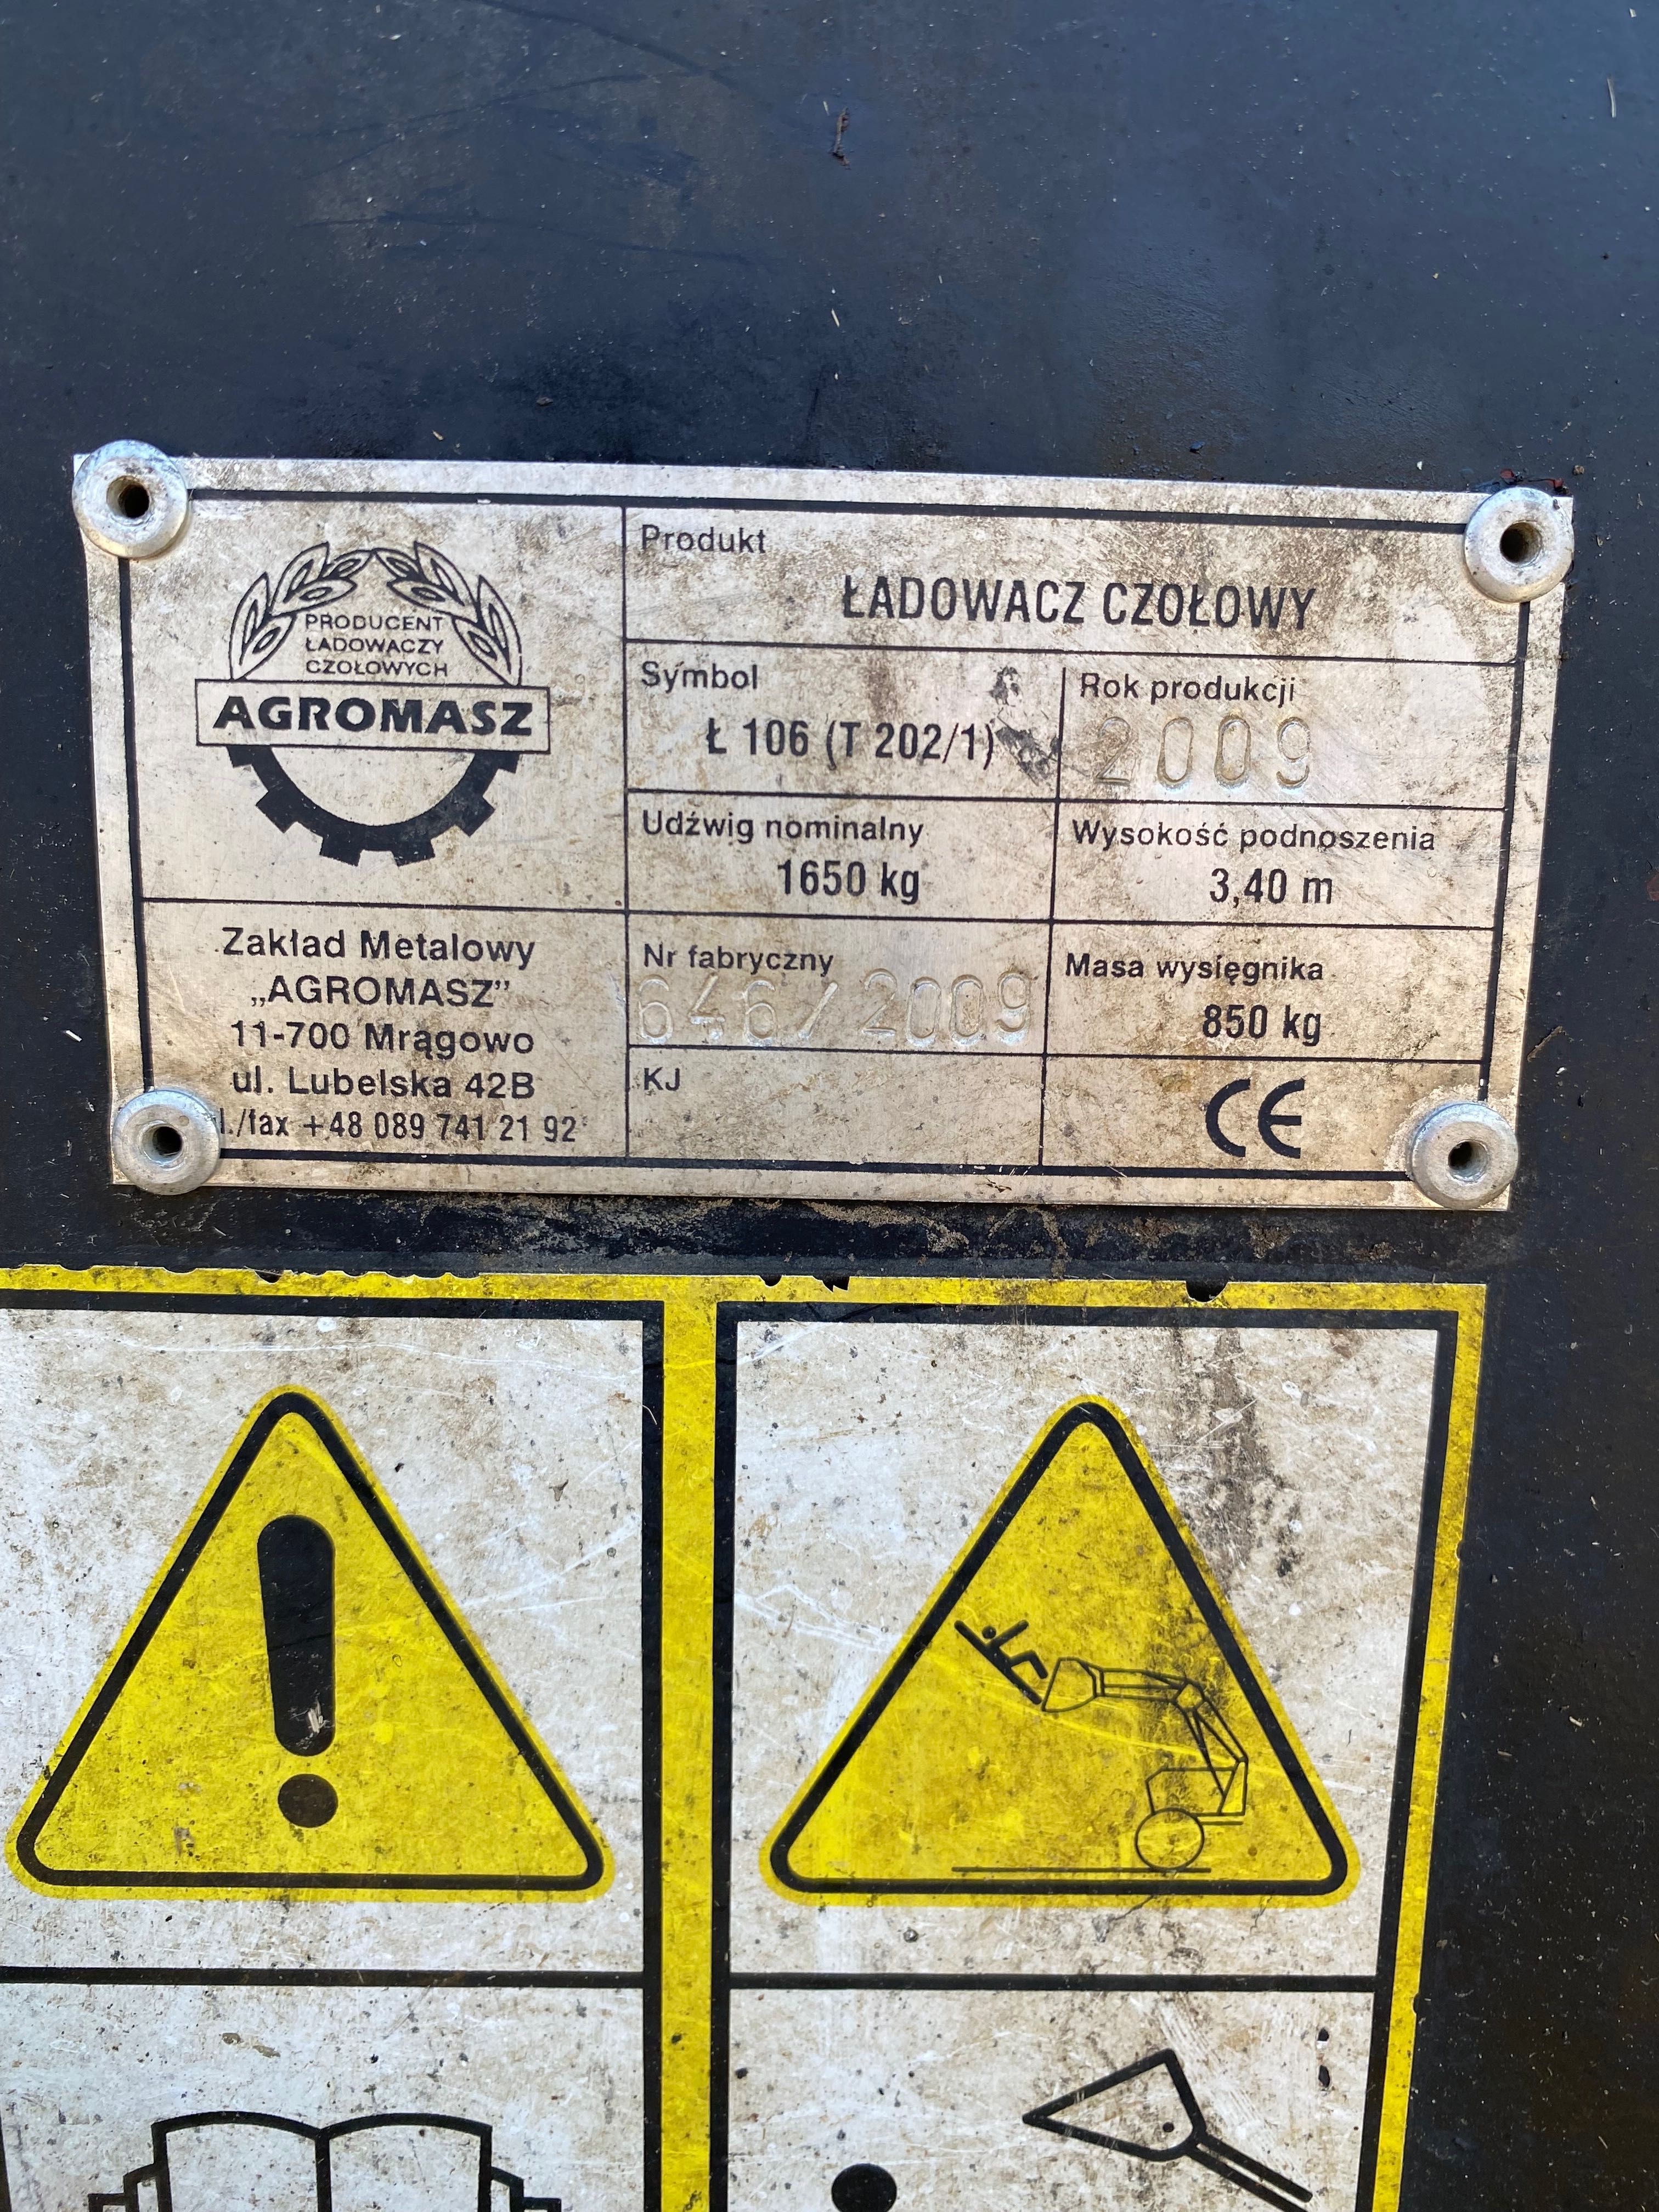 PRODUCENT
ŁADOWACZY
CZOŁOWYCH
AGROMASZ
Zakład Metalowy
„AGROMASZ”
11-700 Mrągowo
ul. Lubelska 42B
l./fax +48 089 741 21 92
Produkt
ŁADOWACZ CZOŁOWY
Symbol
Ł 106 (T 202/1)
Rok produkcji
2009
Udźwig nominalny
1650 kg
Wysokość podnoszenia
3,40 m
Nr fabryczny
646/2009
Masa wysięgnika
850 kg
KJ
CE